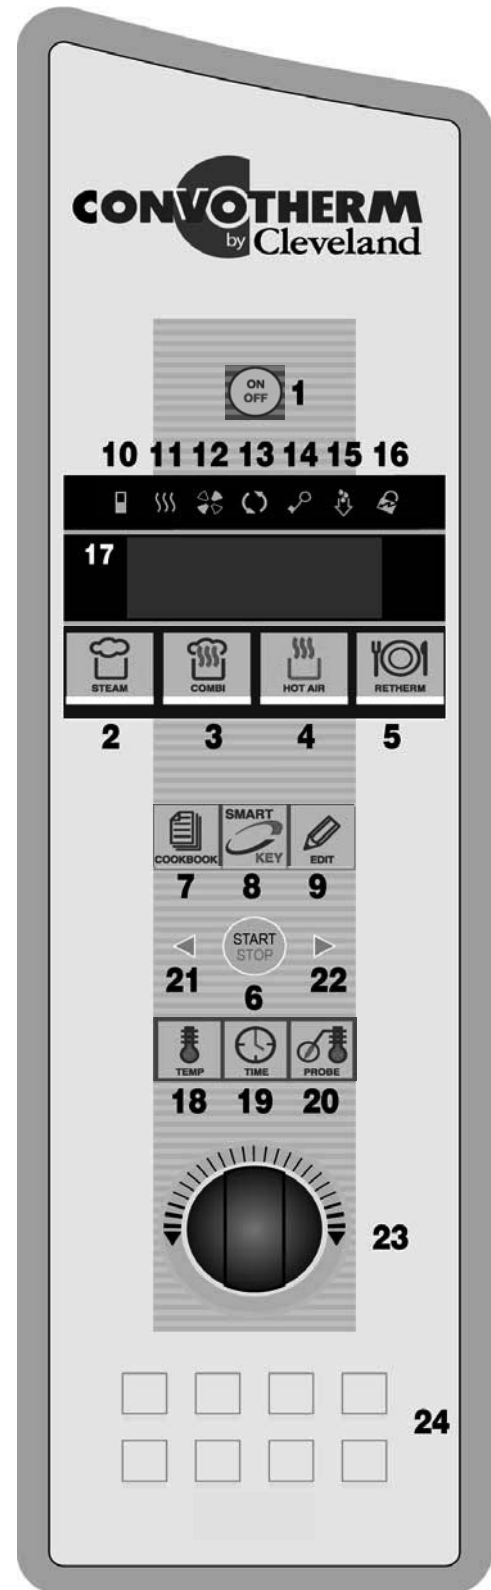 CONVOTHERM
by Cleveland
ON
OFF
1
10 11 12 13 14 15 16
17
STEAM COMBI HOT AIR RETHERM
2 3 4 5
COOKBOOK SMART KEY EDIT
7 8 9
START
STOP
21 22
6
TEMP TIME PROBE
18 19 20
23
24